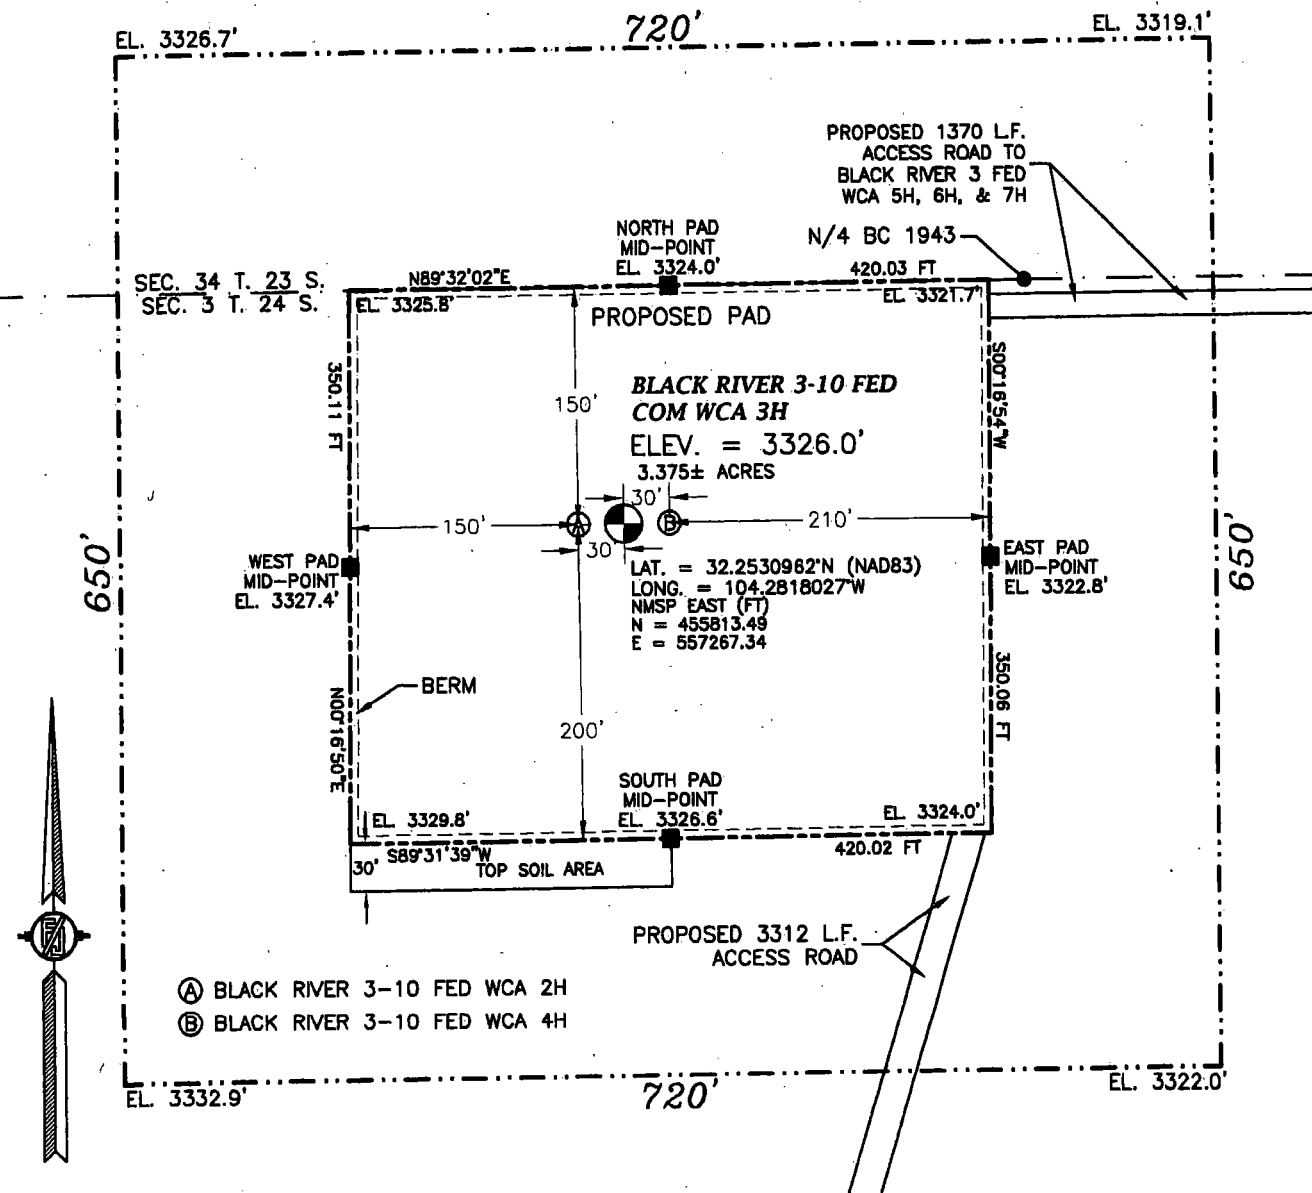 720'
EL. 3326.7'
EL. 3319.1'
PROPOSED 1370 L.F.
ACCESS ROAD TO
BLACK RIVER 3 FED
WCA 5H, 6H, & 7H
NORTH PAD
MID-POINT
EL. 3324.0'
N/4 BC 1943
SEC. 34 T. 23 S.
SEC. 3 T. 24 S.
N89°32'02"E
420.03 FT
EL 3325.8'
EL. 3321.7'
PROPOSED PAD
350.11 FT
S00°16'54"W
BLACK RIVER 3-10 FED
COM WCA 3H
ELEV. = 3326.0'
3.375± ACRES
150'
30'
150'
A
B
210'
30'
650'
650'
WEST PAD
MID-POINT
EL. 3327.4'
EAST PAD
MID-POINT
EL. 3322.8'
LAT. = 32.2530962°N (NAD83)
LONG. = 104.2818027°W
NMSP EAST (FT)
N = 455813.49
E = 557267.34
BERM
N00°16'50"E
350.06 FT
200'
SOUTH PAD
MID-POINT
EL. 3326.6'
EL. 3329.8'
EL. 3324.0'
S89°31'39"W
420.02 FT
30'
TOP SOIL AREA
PROPOSED 3312 L.F.
ACCESS ROAD
A BLACK RIVER 3-10 FED WCA 2H
B BLACK RIVER 3-10 FED WCA 4H
EL. 3332.9'
720'
EL. 3322.0'